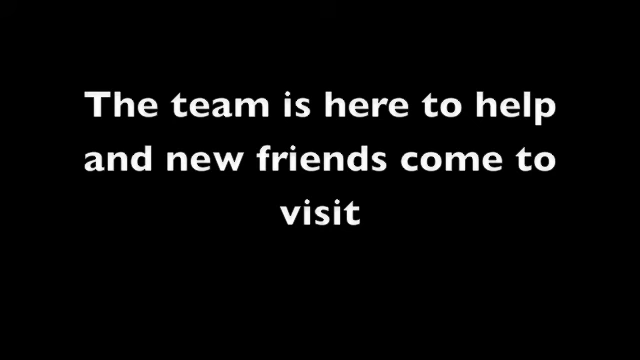 The team is here to help
and new friends come to
visit